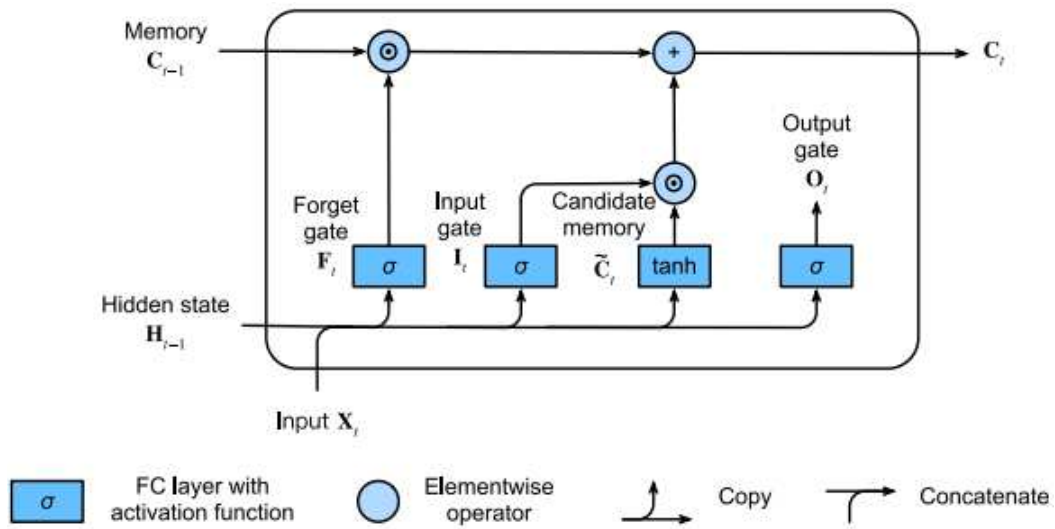 Memory
C_{t−1}
C_t
Output
gate
O_t
Forget
gate
F_t
Input
gate
I_t
Candidate
memory
C̃_t
σ
σ
tanh
σ
Hidden state
H_{t−1}
Input X_t
σ
FC layer with
activation function
Elementwise
operator
Copy
Concatenate